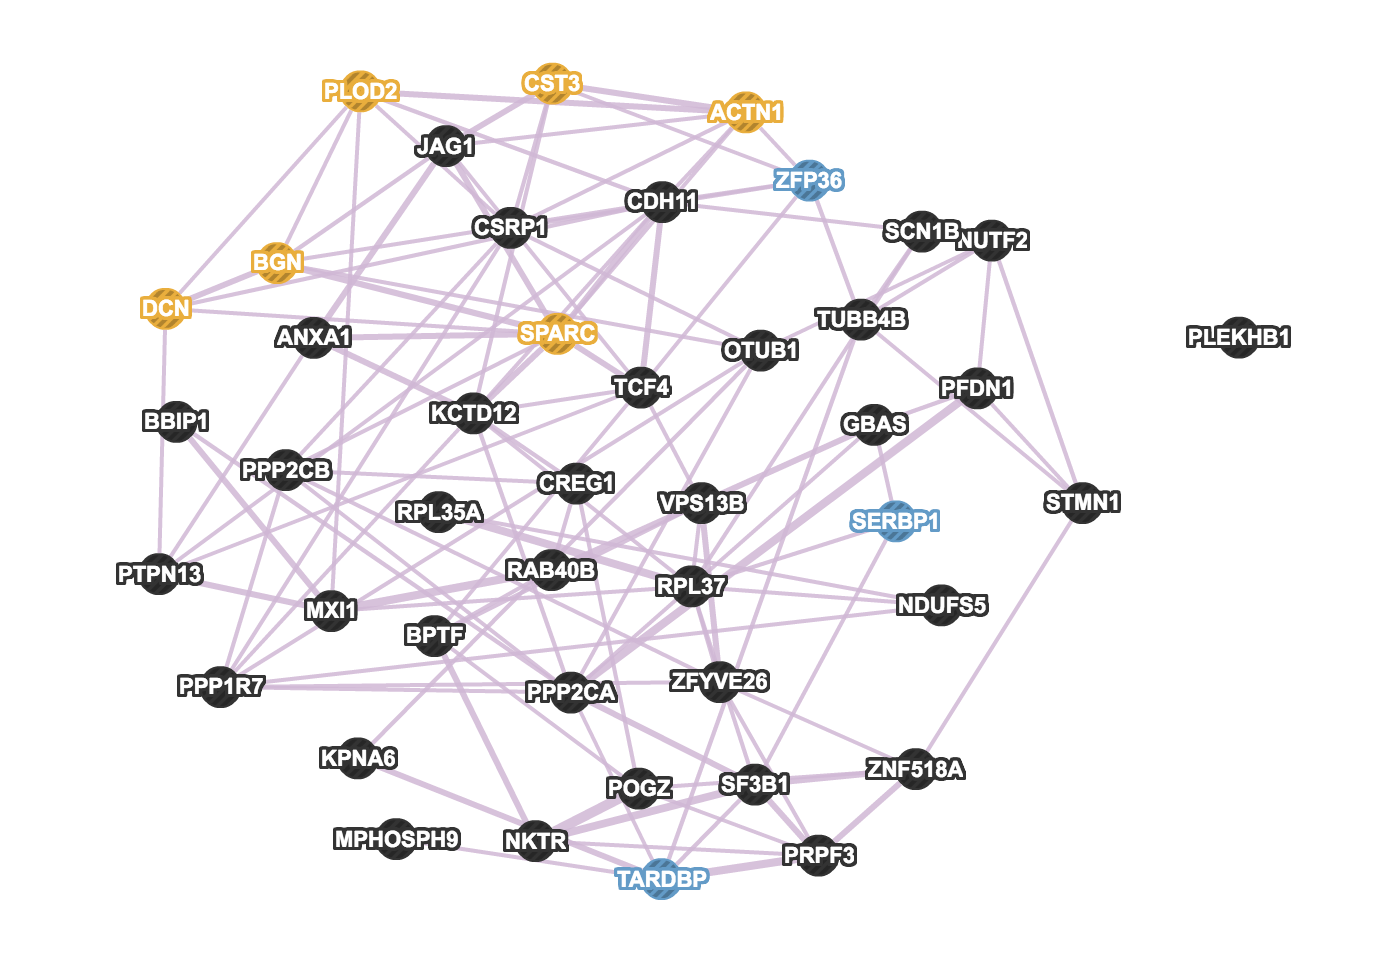 CST3
PLOD2
ACTN1
JAG1
ZFP36
CDH11
CSRP1
SCN1B
NUTF2
BGN
DCN
TUBB4B
SPARC
ANXA1
PLEKHB1
OTUB1
TCF4
PFDN1
KCTD12
BBIP1
GBAS
PPP2CB
CREG1
VPS13B
STMN1
RPL35A
SERBP1
RAB40B
PTPN13
RPL37
NDUFS5
MXI1
BPTF
ZFYVE26
PPP1R7
PPP2CA
KPNA6
ZNF518A
SF3B1
POGZ
MPHOSPH9
NKTR
PRPF3
TARDBP